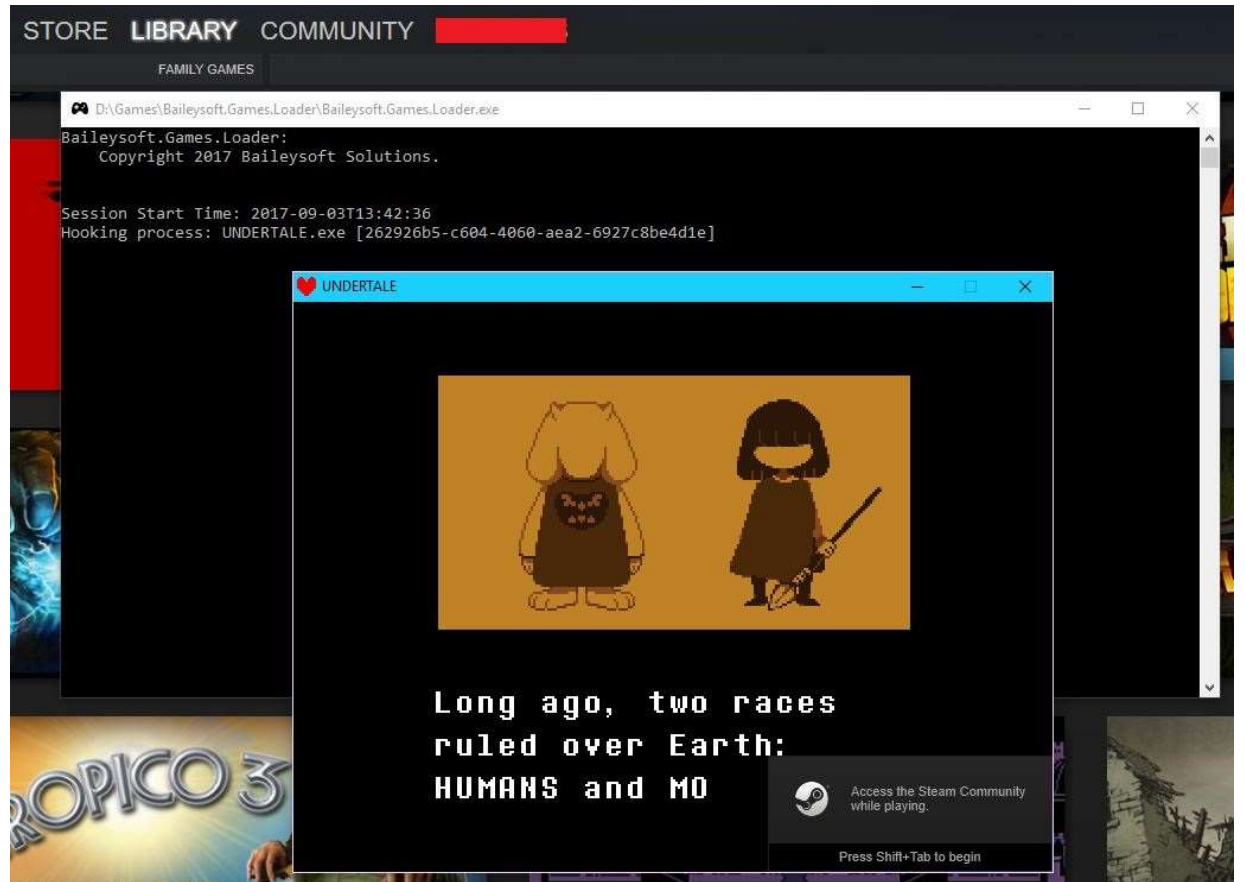 STORE LIBRARY COMMUNITY
FAMILY GAMES
D:\Games\Baileysoft.Games.Loader\Baileysoft.Games.Loader.exe
Baileysoft.Games.Loader:
Copyright 2017 Baileysoft Solutions.
Session Start Time: 2017-09-03T13:42:36
Hooking process: UNDERTALE.exe [262926b5-c604-4060-aea2-6927c8be4d1e]
UNDERTALE
Long ago, two races
ruled over Earth:
HUMANS and MO
Access the Steam Community
while playing.
Press Shift+Tab to begin
ROPICO 3